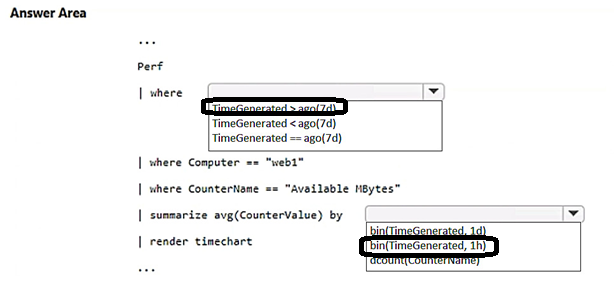 Answer Area
...
Perf
| where
TimeGenerated > ago(7d)
TimeGenerated < ago(7d)
TimeGenerated == ago(7d)
| where Computer == "web1"
| where CounterName == "Available MBytes"
| summarize avg(CounterValue) by
bin(TimeGenerated, 1d)
| render timechart
bin(TimeGenerated, 1h)
dcount(CounterName)
...